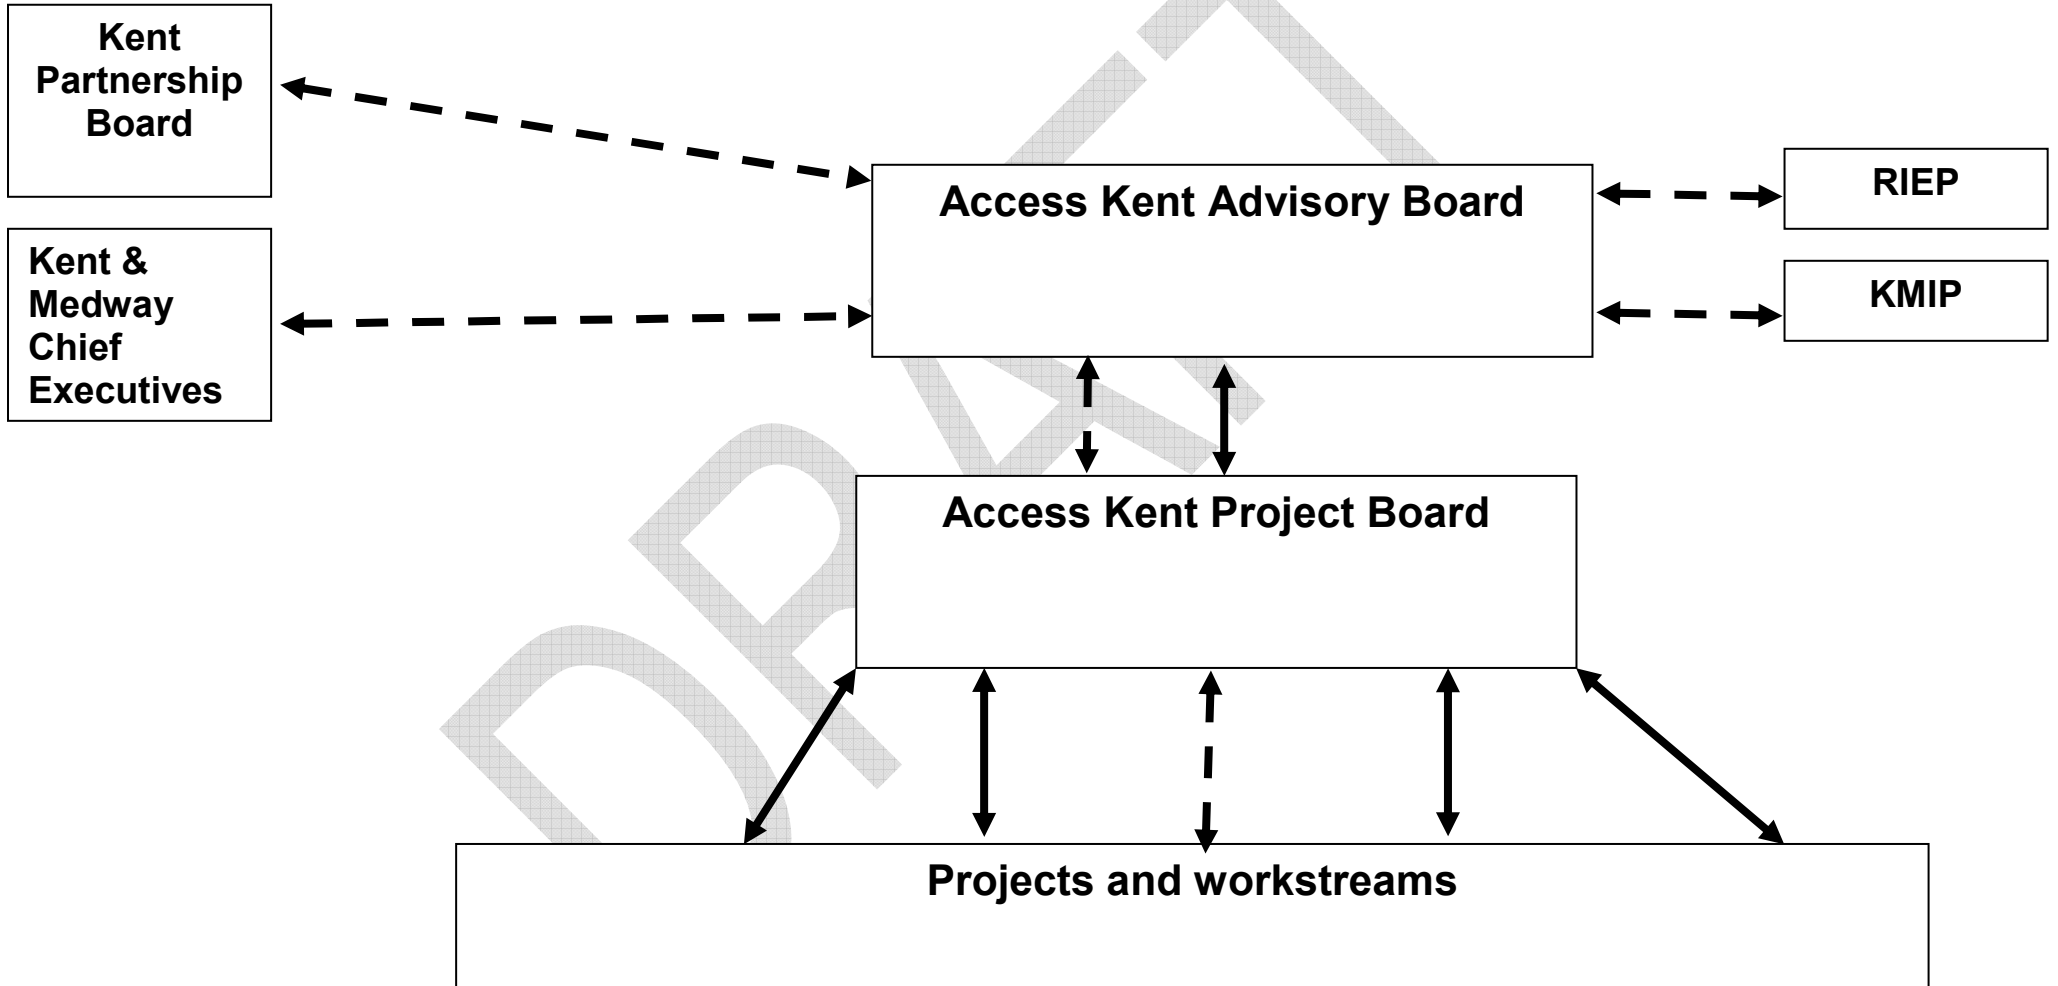 Kent
Partnership
Board
Kent &
Medway
Chief
Executives
Access Kent Advisory Board
RIEP
KMIP
Access Kent Project Board
Projects and workstreams
DRAFT